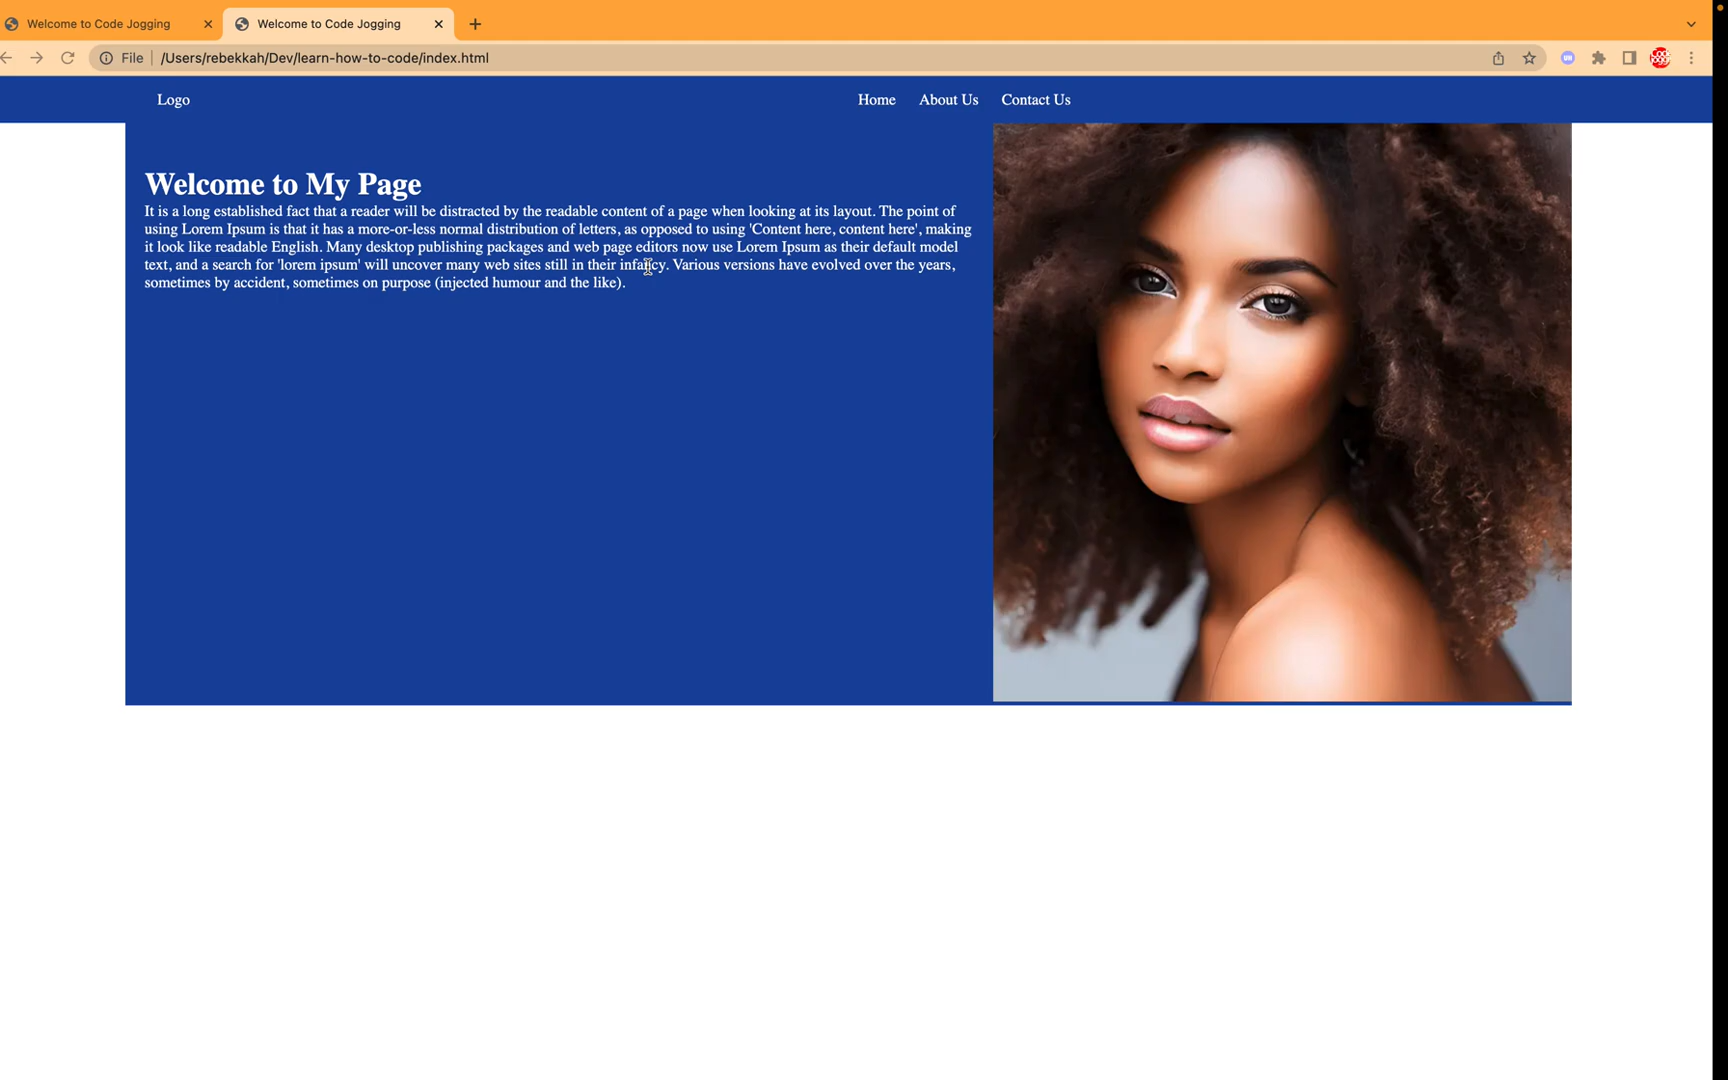 Welcome to Code Jogging
Welcome to Code Jogging
File
/Users/rebekkah/Dev/learn-how-to-code/index.html
Logo
Home
About Us
Contact Us
Welcome to My Page
It is a long established fact that a reader will be distracted by the readable content of a page when looking at its layout. The point of
using Lorem Ipsum is that it has a more-or-less normal distribution of letters, as opposed to using 'Content here, content here', making
it look like readable English. Many desktop publishing packages and web page editors now use Lorem Ipsum as their default model
text, and a search for 'lorem ipsum' will uncover many web sites still in their infancy. Various versions have evolved over the years,
sometimes by accident, sometimes on purpose (injected humour and the like).